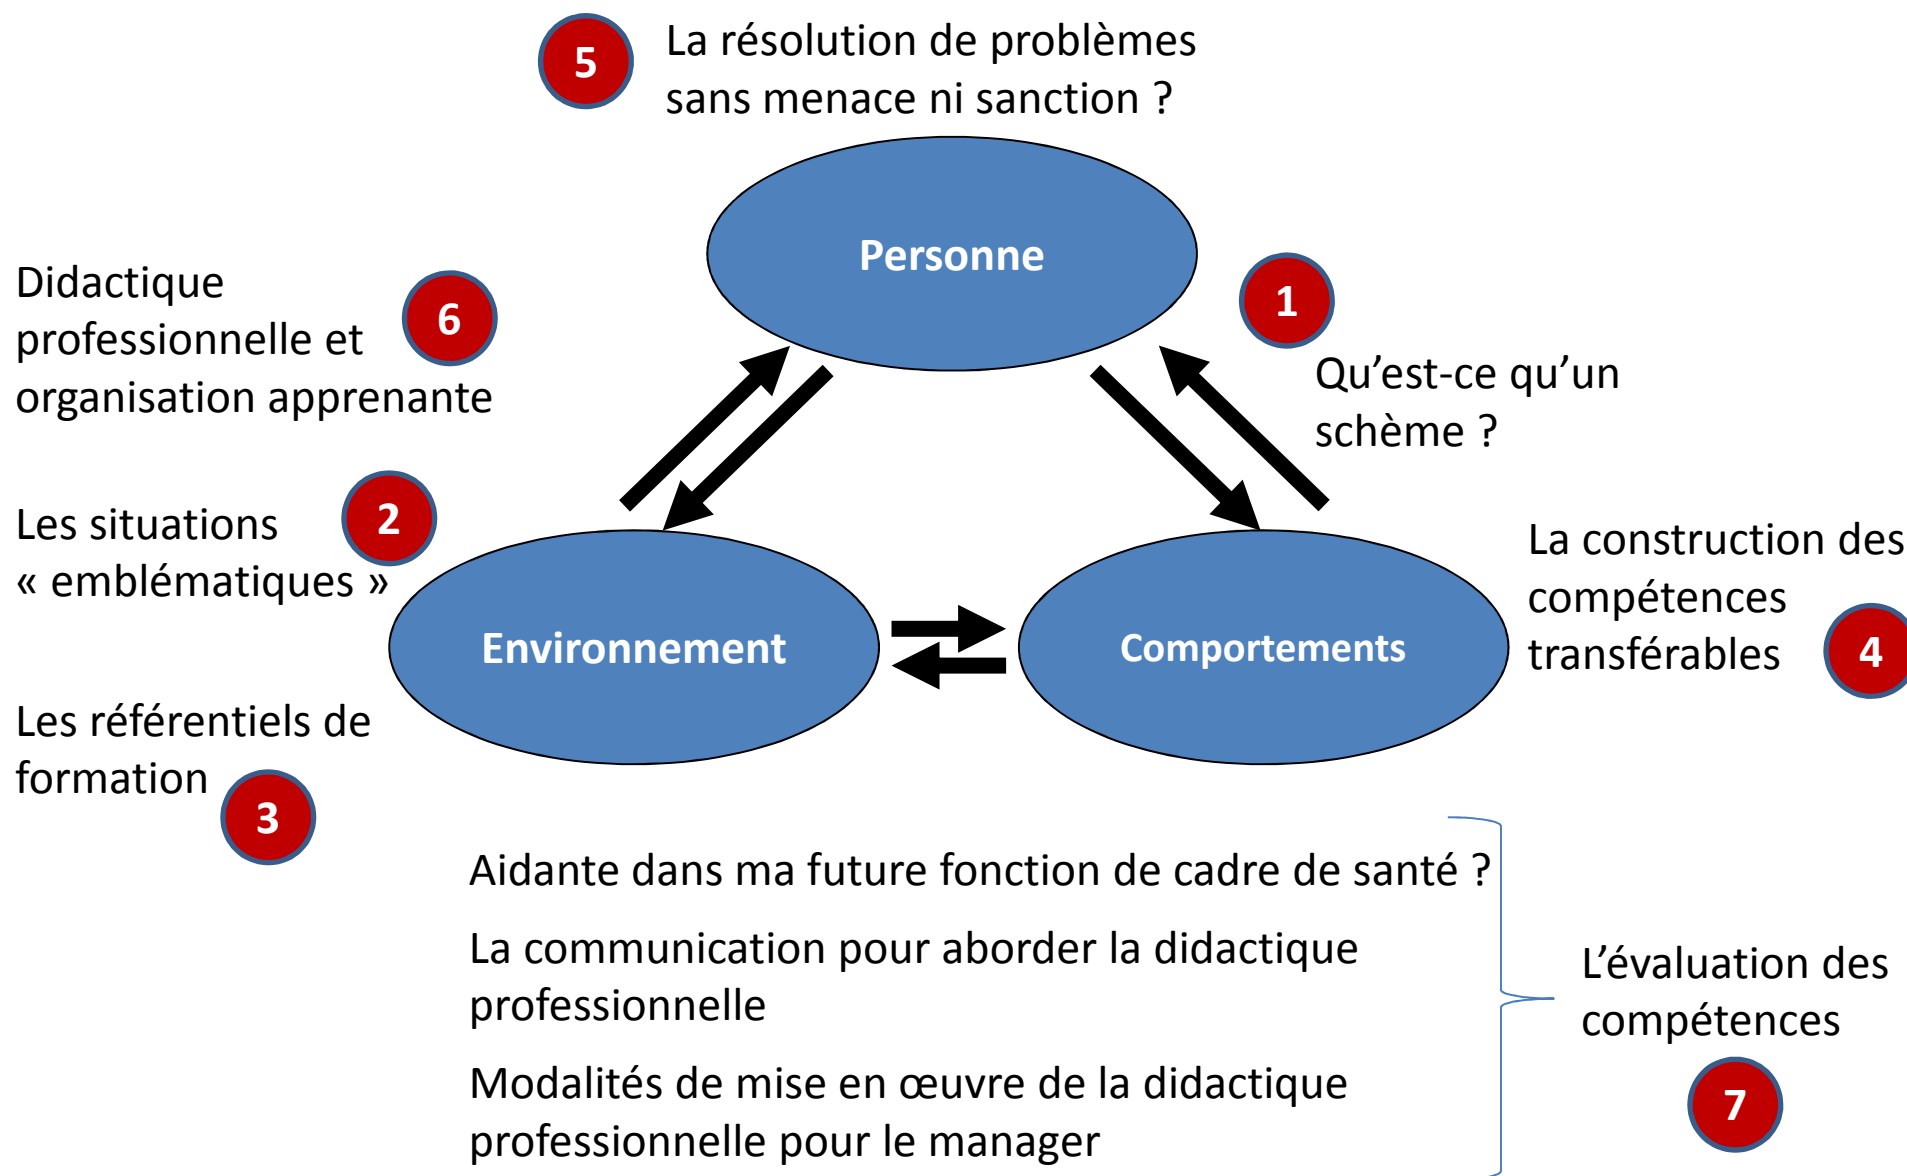 5
La résolution de problèmes
sans menace ni sanction ?
Personne
Didactique
professionnelle et
organisation apprenante
6
1
Qu’est-ce qu’un
schème ?
Les situations
« emblématiques »
2
Environnement
Comportements
La construction des
compétences
transférables
4
Les référentiels de
formation
3
Aidante dans ma future fonction de cadre de santé ?
La communication pour aborder la didactique
professionnelle
Modalités de mise en œuvre de la didactique
professionnelle pour le manager
L’évaluation des
compétences
7